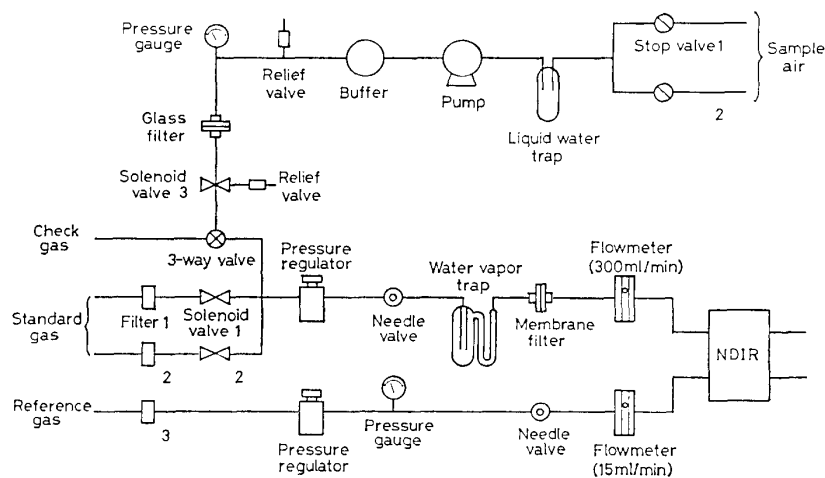 Pressure
gauge
Relief
valve
Buffer
Pump
Liquid water
trap
Stop valve 1
2
Sample
air
Glass
filter
Solenoid
valve 3
Relief
valve
Check
gas
3-way valve
Standard
gas
Filter 1
Solenoid
valve 1
2
2
Pressure
regulator
Needle
valve
Water vapor
trap
Membrane
filter
Flowmeter
(300ml/min)
NDIR
Reference
gas
3
Pressure
regulator
Pressure
gauge
Needle
valve
Flowmeter
(15ml/min)